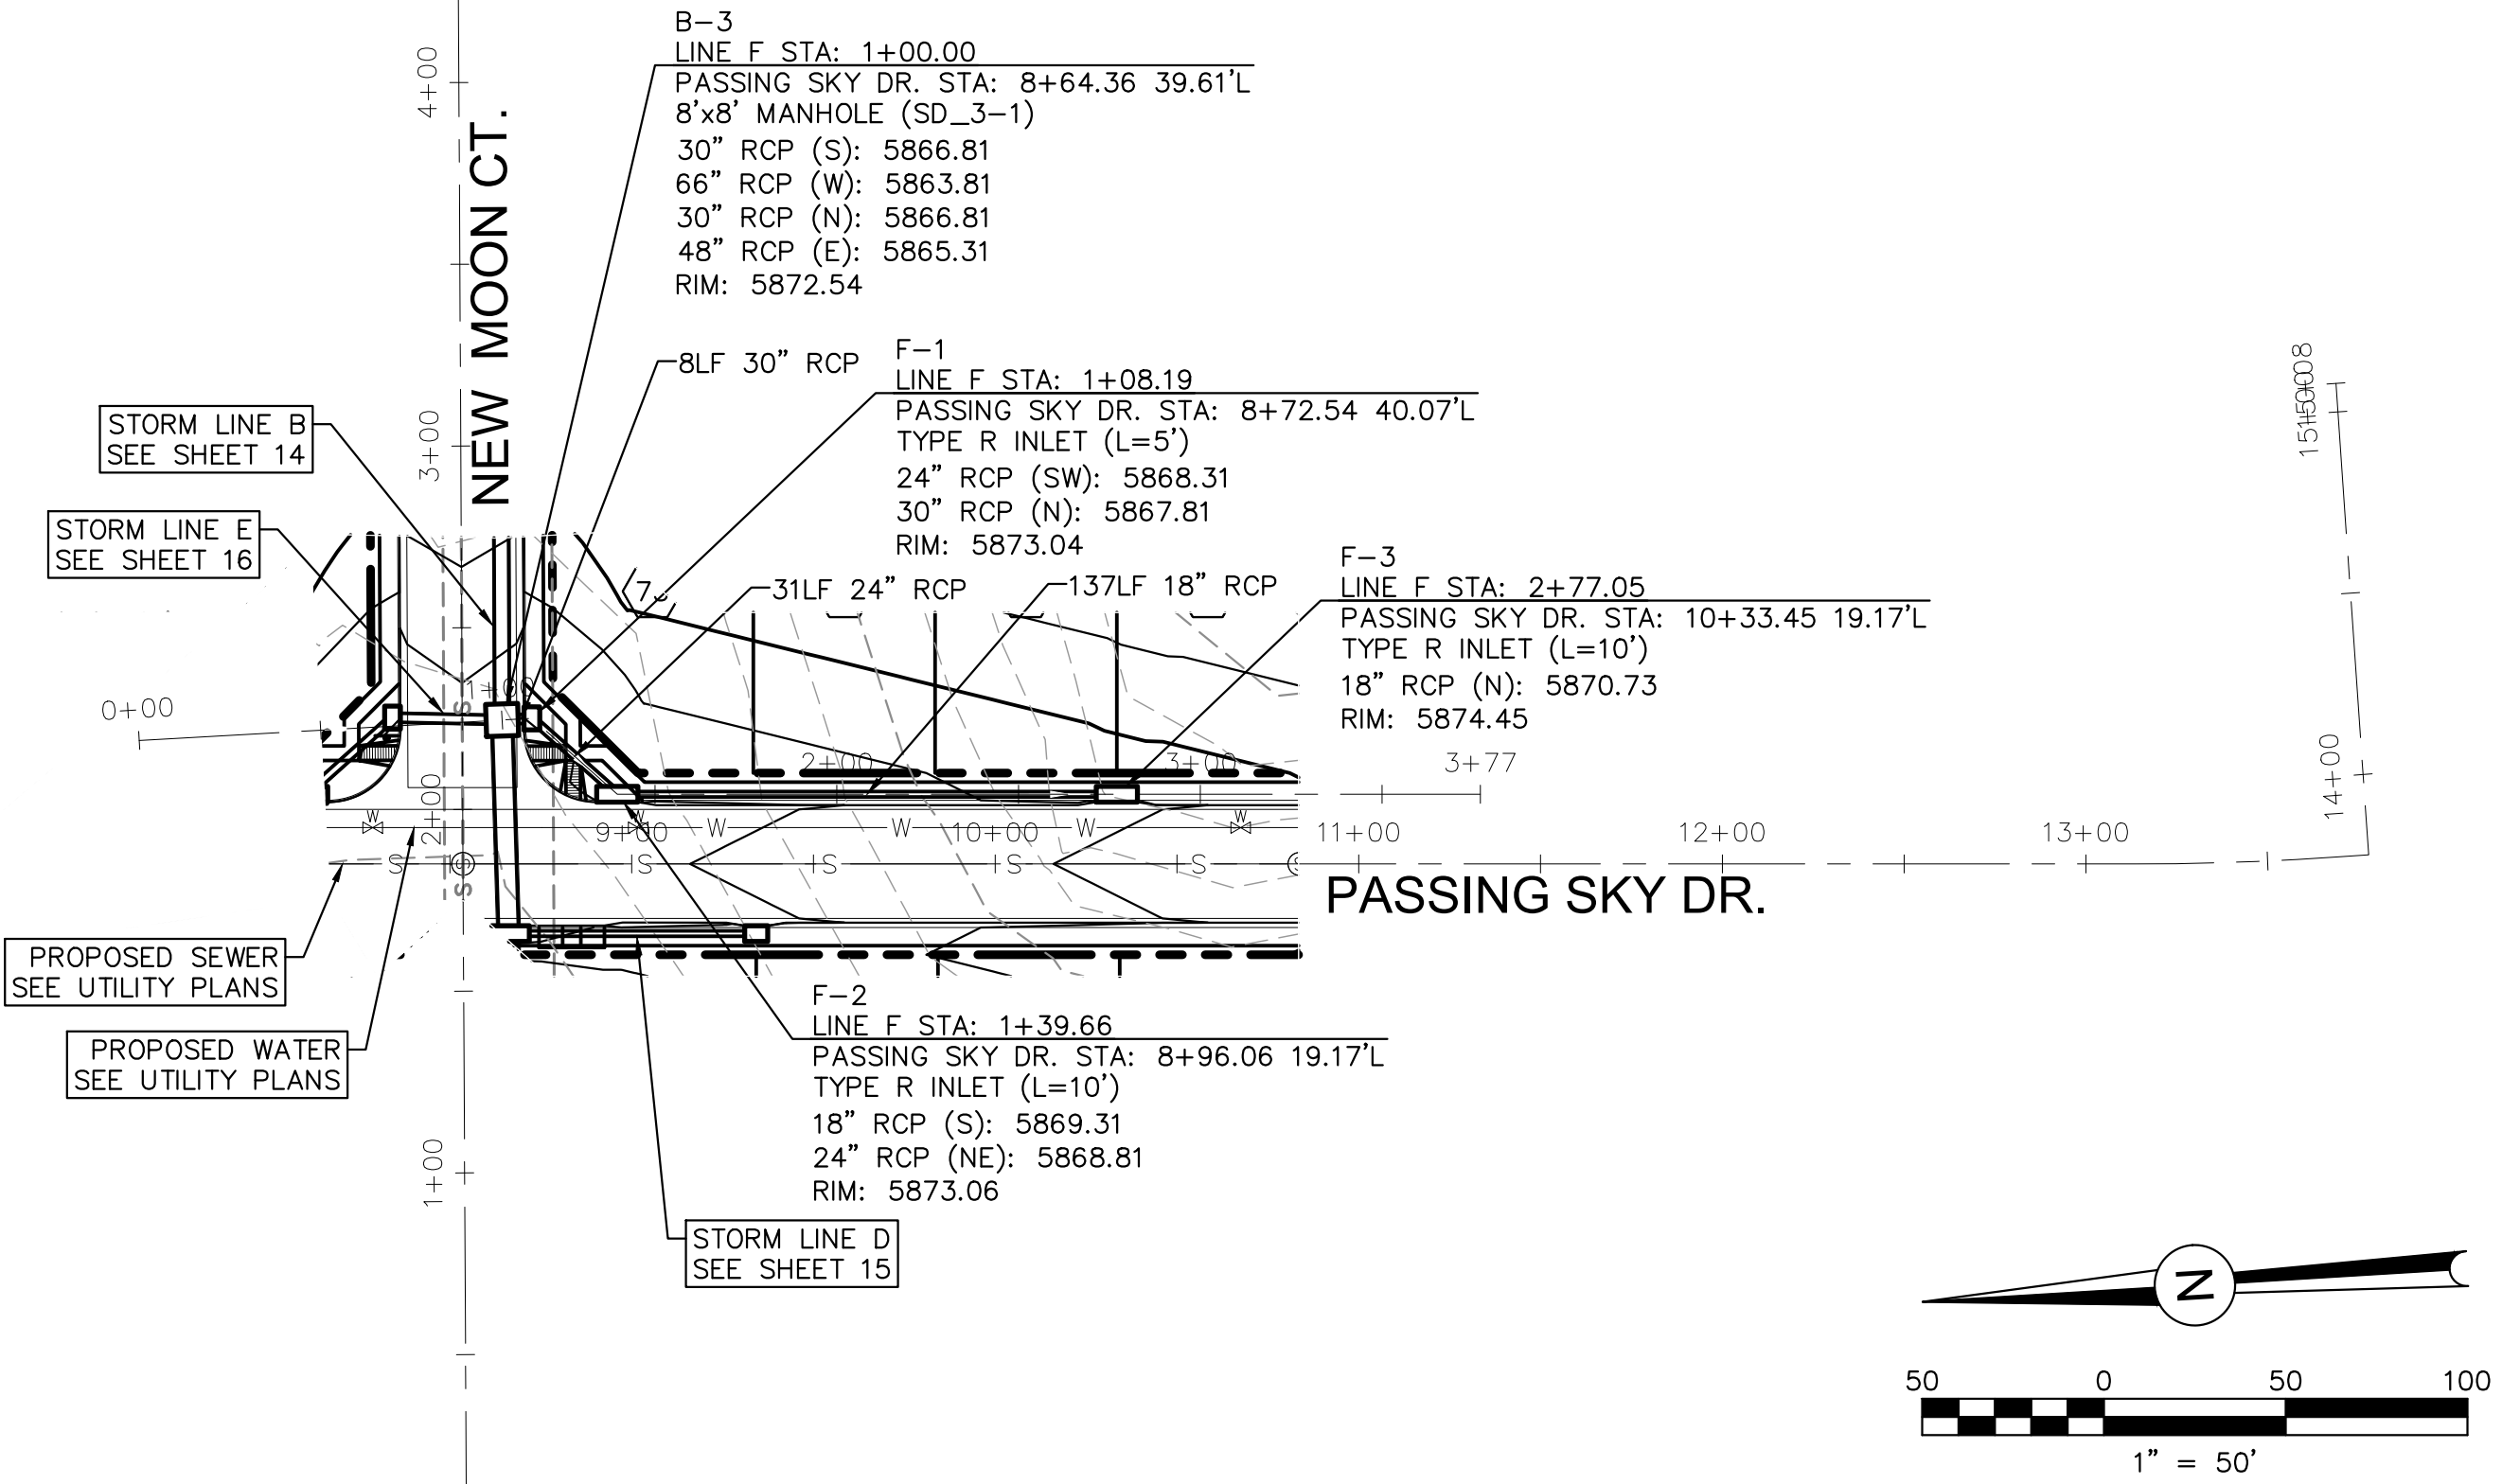 B-3
LINE F STA: 1+00.00
PASSING SKY DR. STA: 8+64.36 39.61'L
8'x8' MANHOLE (SD_3-1)
30" RCP (S): 5866.81
66" RCP (W): 5863.81
30" RCP (N): 5866.81
48" RCP (E): 5865.31
RIM: 5872.54
4+00
NEW MOON CT.
8LF 30" RCP
F-1
LINE F STA: 1+08.19
PASSING SKY DR. STA: 8+72.54 40.07'L
TYPE R INLET (L=5')
24" RCP (SW): 5868.31
30" RCP (N): 5867.81
RIM: 5873.04
STORM LINE B
SEE SHEET 14
3+00
STORM LINE E
SEE SHEET 16
31LF 24" RCP
137LF 18" RCP
F-3
LINE F STA: 2+77.05
PASSING SKY DR. STA: 10+33.45 19.17'L
TYPE R INLET (L=10')
18" RCP (N): 5870.73
RIM: 5874.45
0+00
1+00
2+00
3+00
3+77
14+00
2+00
W
W
W
W
W
W
9+00
10+00
11+00
12+00
13+00
S
S
S
S
S
S
S
S
PASSING SKY DR.
PROPOSED SEWER
SEE UTILITY PLANS
PROPOSED WATER
SEE UTILITY PLANS
F-2
LINE F STA: 1+39.66
PASSING SKY DR. STA: 8+96.06 19.17'L
TYPE R INLET (L=10')
18" RCP (S): 5869.31
24" RCP (NE): 5868.81
RIM: 5873.06
1+00
STORM LINE D
SEE SHEET 15
N
50 0 50 100
1" = 50'